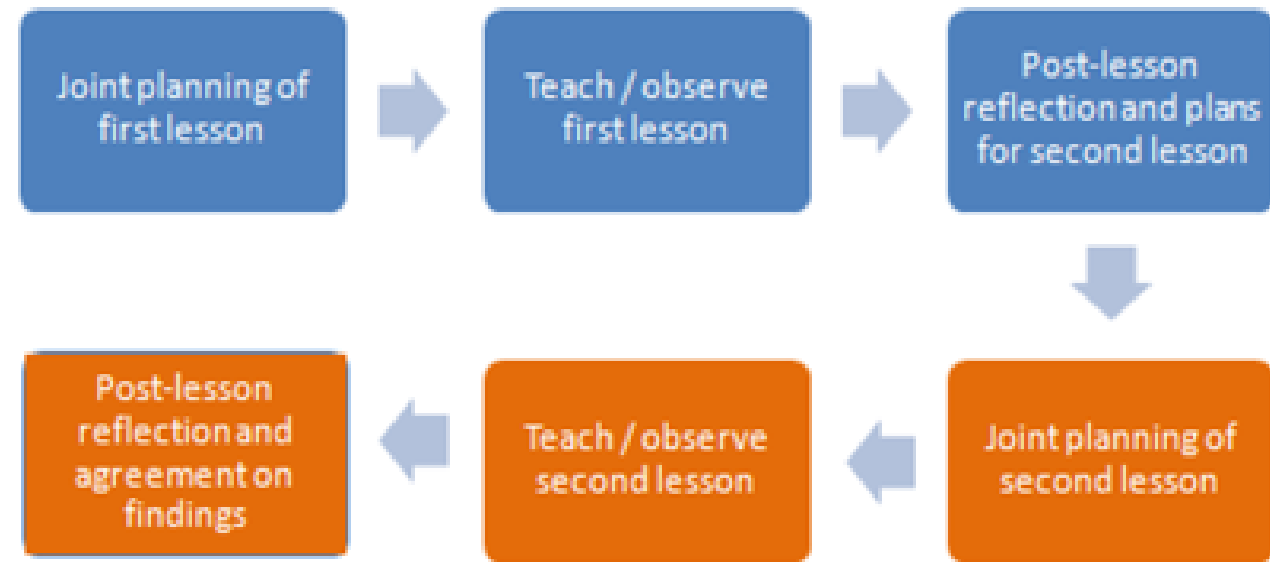 Joint planning of
first lesson
Teach / observe
first lesson
Post-lesson
reflection and plans
for second lesson
Joint planning of
second lesson
Teach / observe
second lesson
Post-lesson
reflection and
agreement on
findings